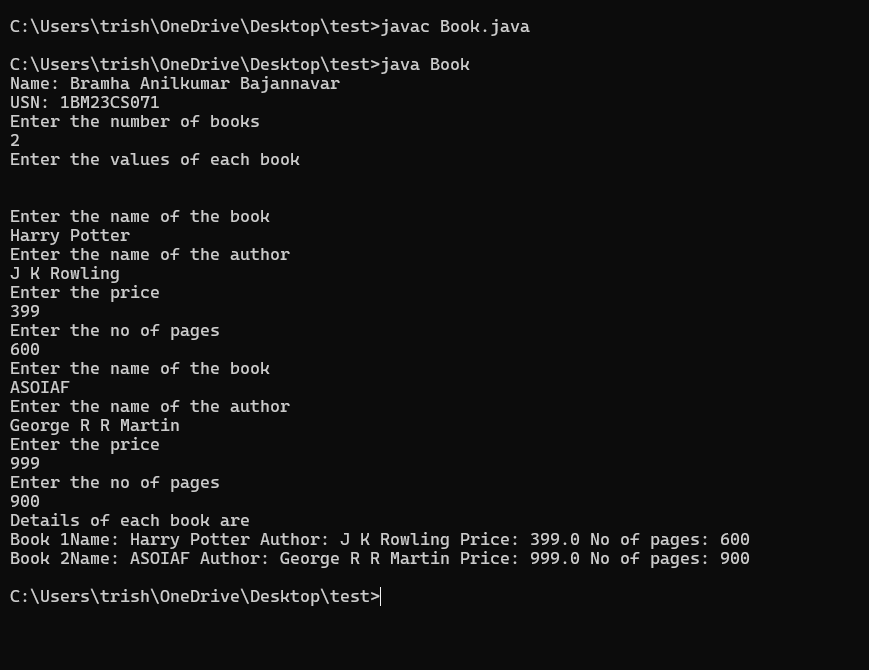 C:\Users\trish\OneDrive\Desktop\test>javac Book.java
C:\Users\trish\OneDrive\Desktop\test>java Book
Name: Bramha Anilkumar Bajannavar
USN: 1BM23CS071
Enter the number of books
2
Enter the values of each book
Enter the name of the book
Harry Potter
Enter the name of the author
J K Rowling
Enter the price
399
Enter the no of pages
600
Enter the name of the book
ASOIAF
Enter the name of the author
George R R Martin
Enter the price
999
Enter the no of pages
900
Details of each book are
Book 1Name: Harry Potter Author: J K Rowling Price: 399.0 No of pages: 600
Book 2Name: ASOIAF Author: George R R Martin Price: 999.0 No of pages: 900
C:\Users\trish\OneDrive\Desktop\test>